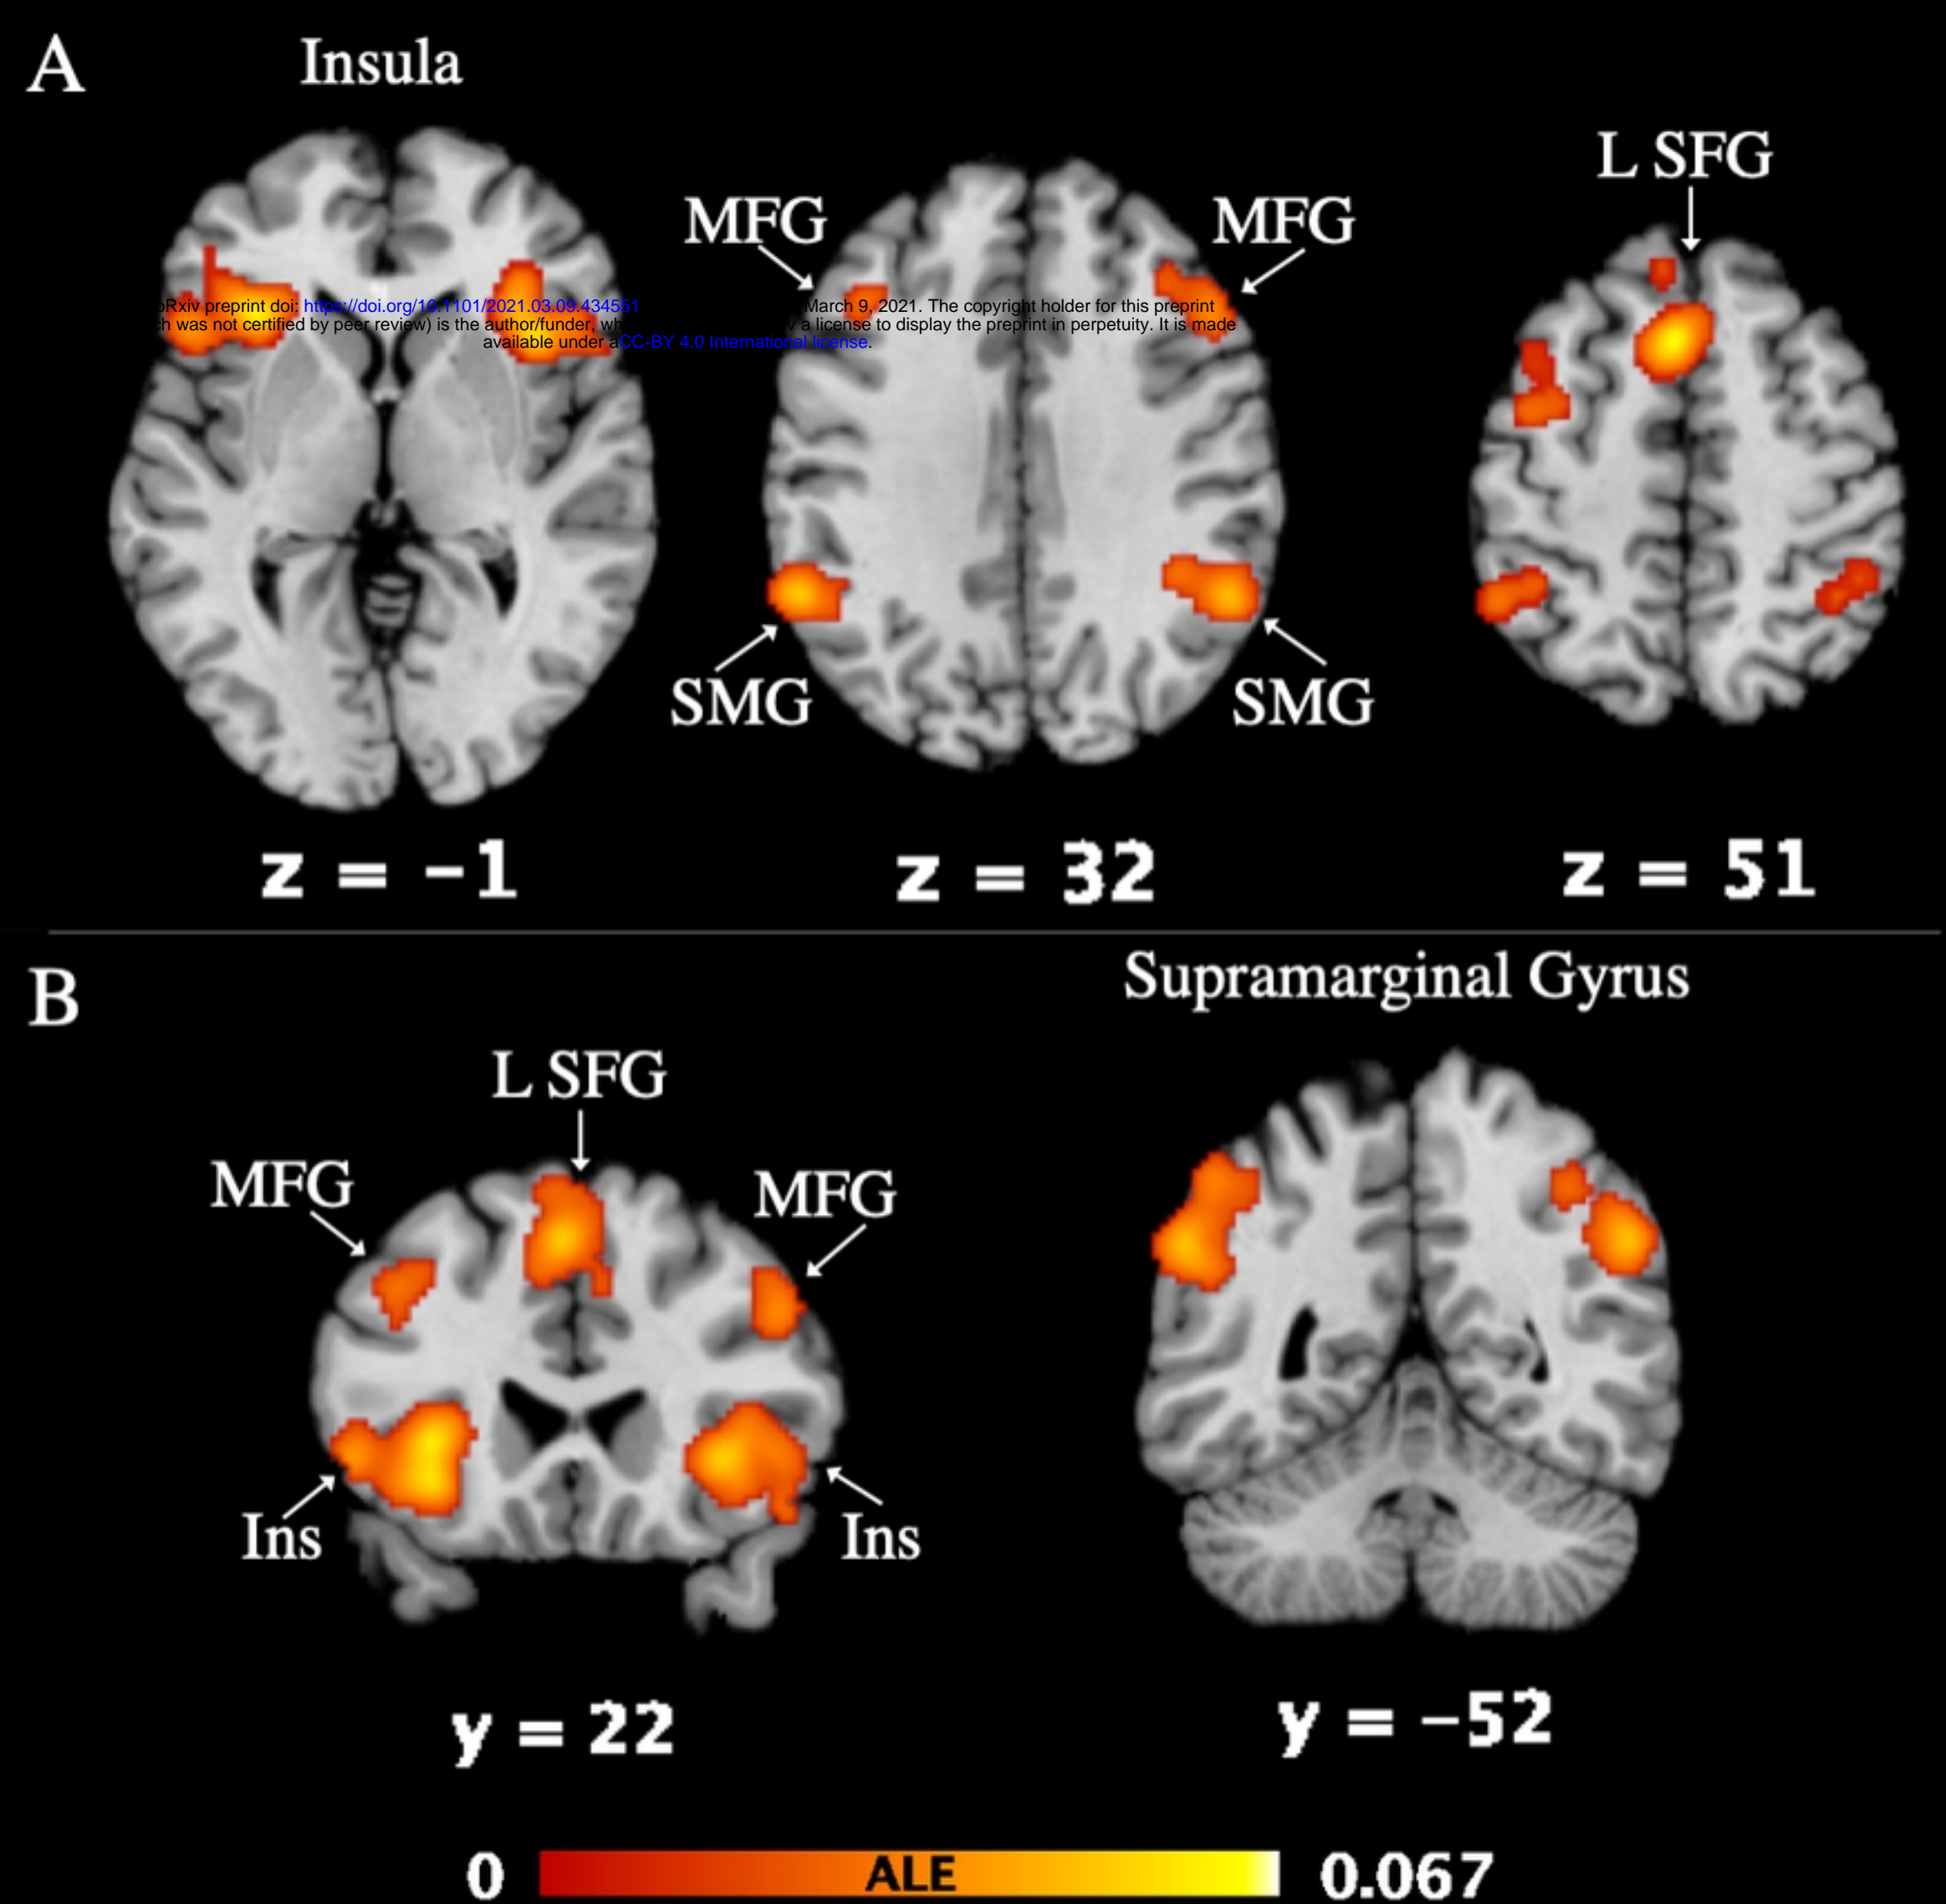 A
Insula
L SFG
MFG
MFG
preprint doi: https://doi.org/10.1101/2021.03.09.434551
March 9, 2021. The copyright holder for this preprint
was not certified by peer review) is the author/funder,
a license to display the preprint in perpetuity. It is made
available under aCC-BY 4.0 International license.
SMG
SMG
z = -1
z = 32
z = 51
B
Supramarginal Gyrus
L SFG
MFG
MFG
Ins
Ins
y = 22
y = -52
0
ALE
0.067